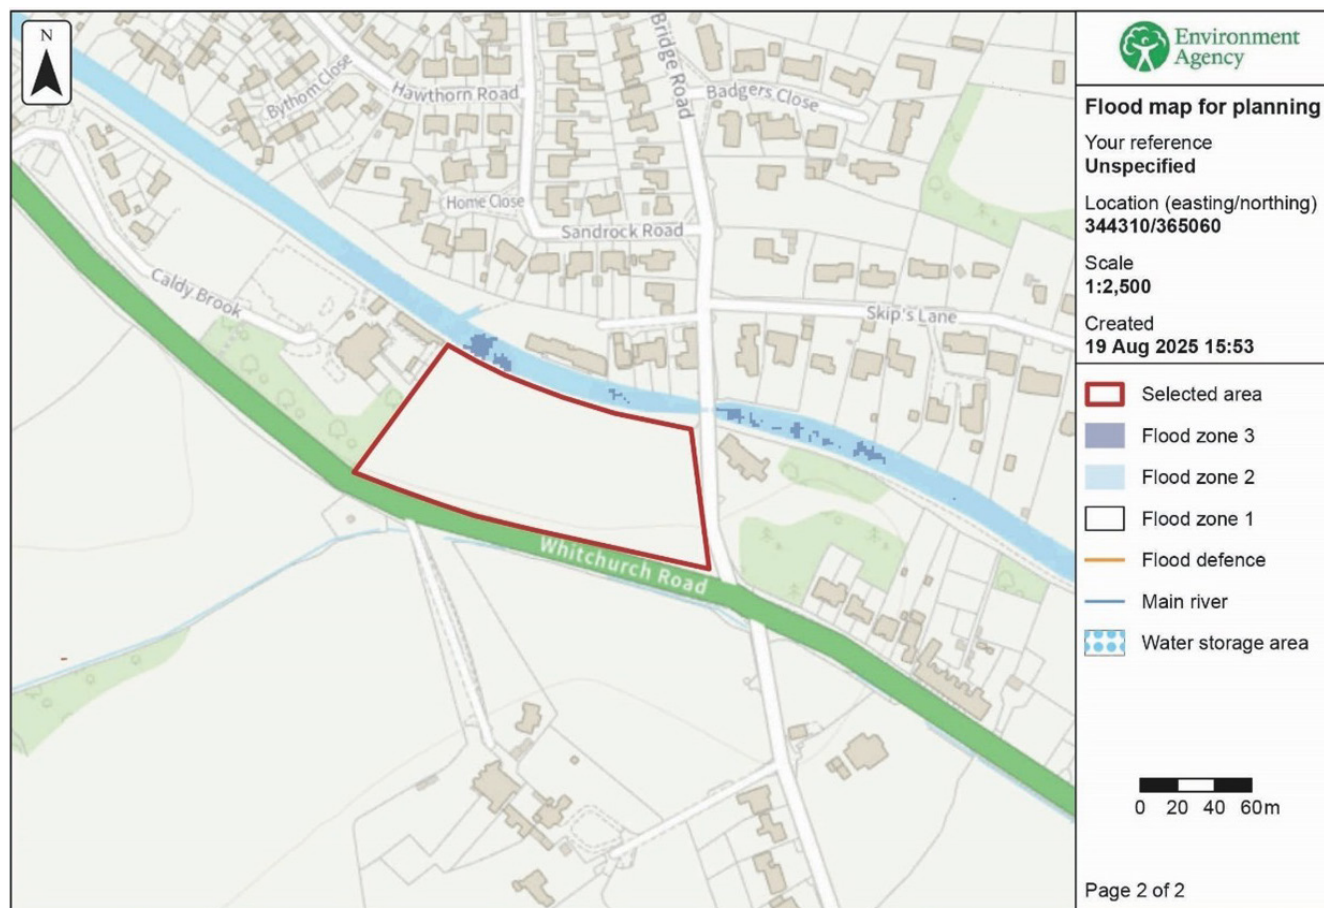 N
Bythom Close
Hawthorn Road
Bridge Road
Badgers Close
Home Close
Sandrock Road
Caldy Brook
Skip's Lane
Whitchurch Road
Environment
Agency
Flood map for planning
Your reference
Unspecified
Location (easting/northing)
344310/365060
Scale
1:2,500
Created
19 Aug 2025 15:53
Selected area
Flood zone 3
Flood zone 2
Flood zone 1
Flood defence
Main river
Water storage area
0 20 40 60m
Page 2 of 2